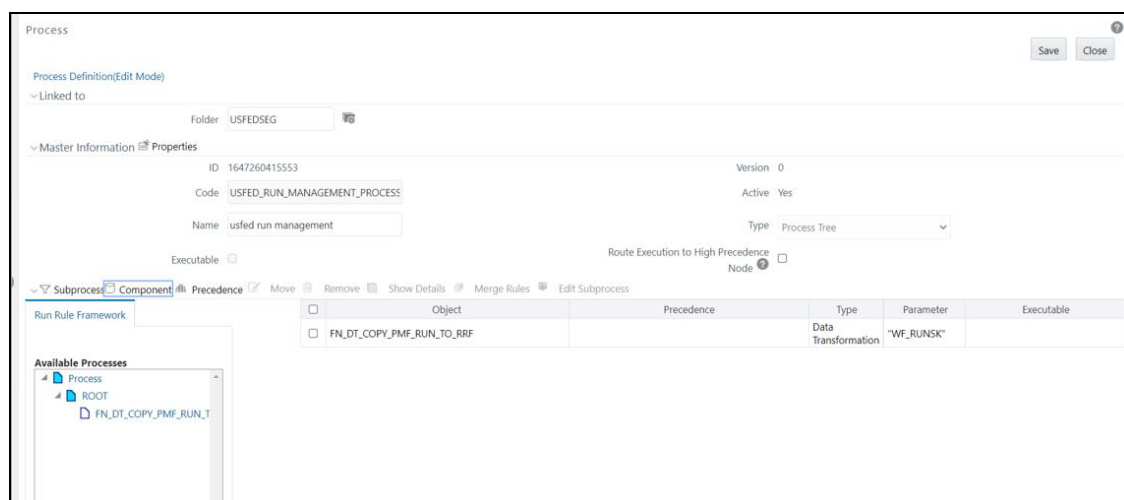 Process
Save Close
Process Definition(Edit Mode)
Linked to
Folder USFEDSEG
Master Information Properties
ID 1647260415553 Version 0
Code USFED_RUN_MANAGEMENT_PROCESS Active Yes
Name usfed run management Type Process Tree
Executable Route Execution to High Precedence
Node
Subprocess Component Precedence Move Remove Show Details Merge Rules Edit Subprocess
Run Rule Framework Object Precedence Type Parameter Executable
FN_DT_COPY_PMF_RUN_TO_RRF Data Transformation "WF_RUNSK"
Available Processes
Process
ROOT
FN_DT_COPY_PMF_RUN_T